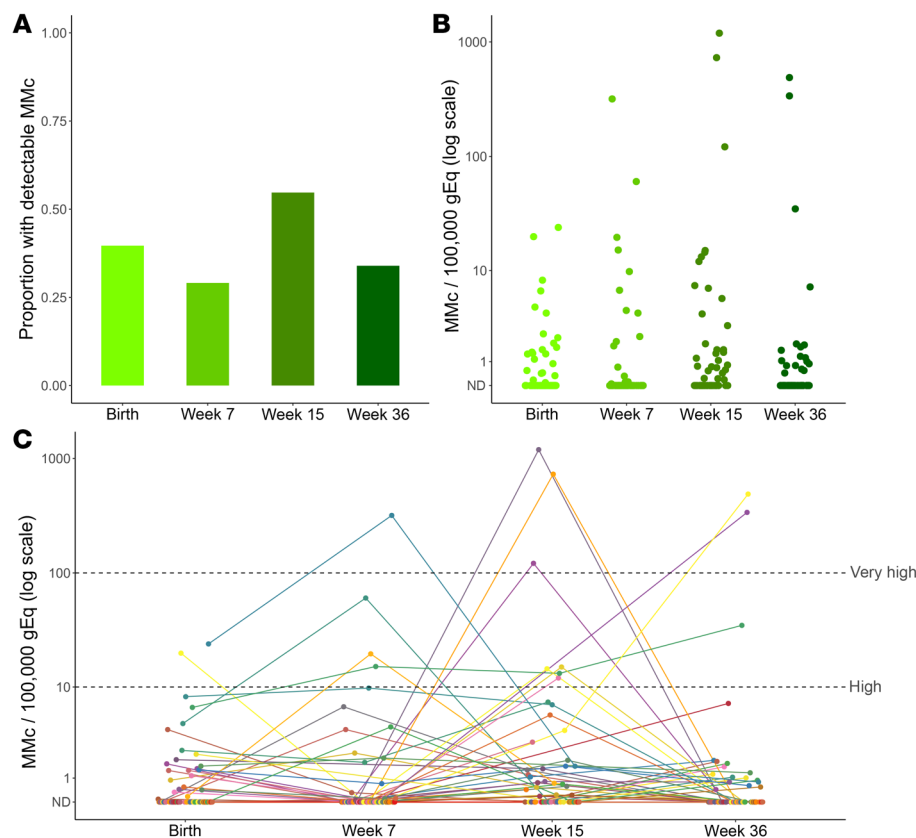 A
Proportion with detectable MMc
1.00
0.75
0.50
0.25
0.00
Birth Week 7 Week 15 Week 36
B
MMc / 100,000 gEq (log scale)
1000
100
10
1
ND
Birth Week 7 Week 15 Week 36
C
MMc / 100,000 gEq (log scale)
1000
100
10
1
ND
Very high
High
Birth Week 7 Week 15 Week 36